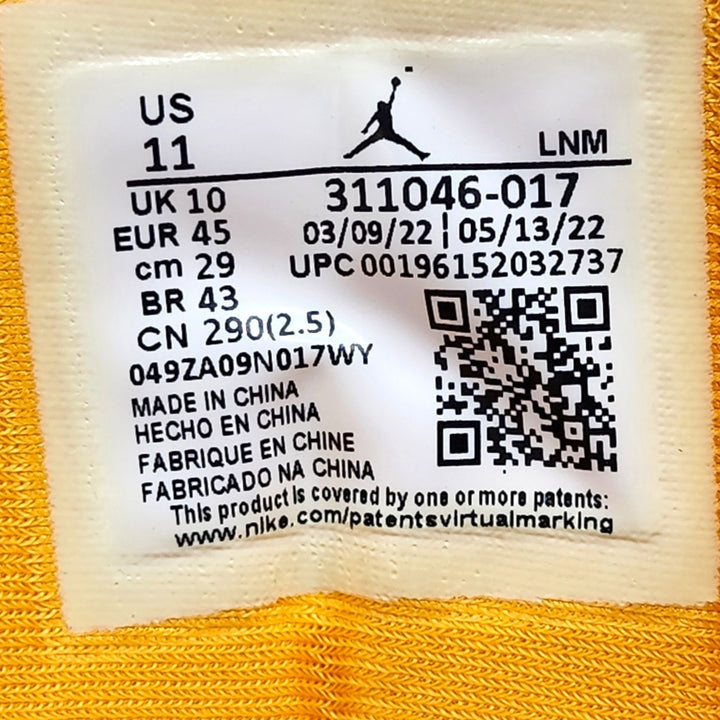 US
11
LNM
UK 10
311046-017
EUR 45
03/09/22 | 05/13/22
cm 29
UPC 00196152032737
BR 43
CN 290(2.5)
049ZA09N017WY
MADE IN CHINA
HECHO EN CHINA
FABRIQUE EN CHINE
FABRICADO NA CHINA
This product is covered by one or more patents:
www.nike.com/patentsvirtualmarking